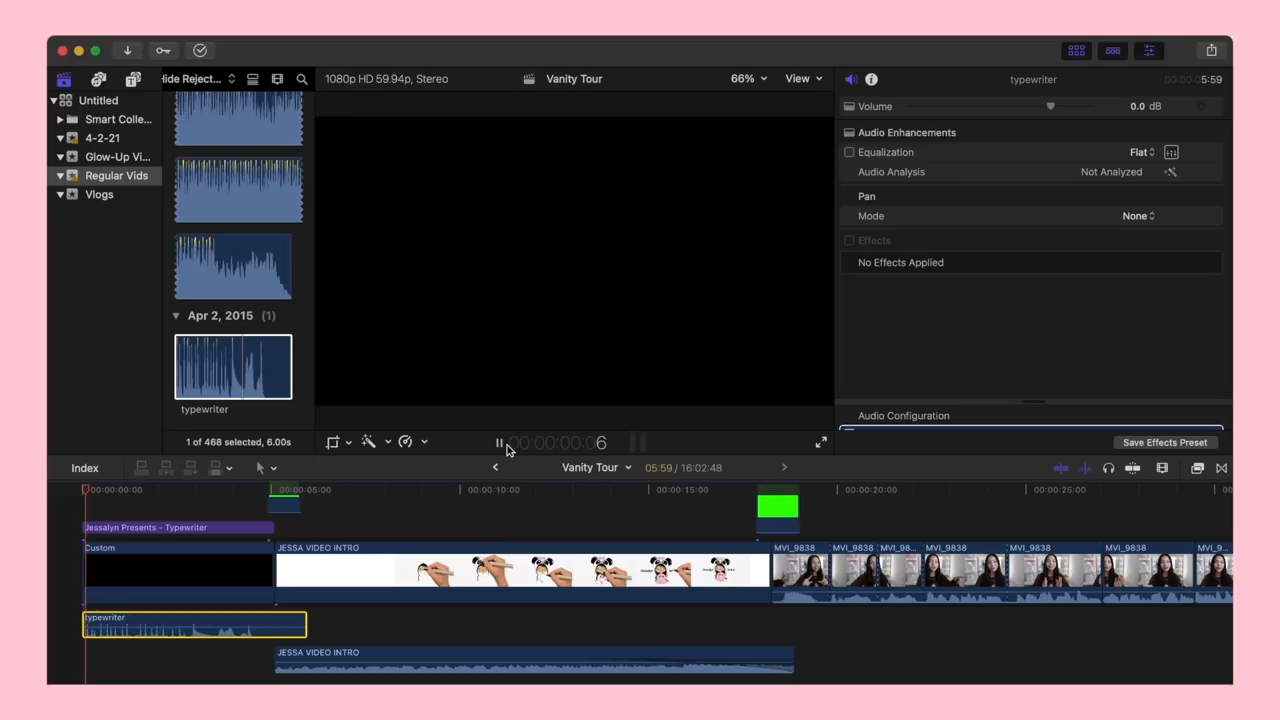 Hide Reject...
1080p HD 59.94p, Stereo
Vanity Tour
66%
View
typewriter
5:59
Untitled
Smart Colle...
4-2-21
Glow-Up Vi...
Regular Vids
Vlogs
Apr 2, 2015 (1)
typewriter
1 of 468 selected, 6.00s
00:00:00:06
Volume
0.0 dB
Audio Enhancements
Equalization
Flat
Audio Analysis
Not Analyzed
Pan
Mode
None
Effects
No Effects Applied
Audio Configuration
Save Effects Preset
Index
Vanity Tour
05:59 / 16:02:48
00:00:00:00
00:00:05:00
00:00:10:00
00:00:15:00
00:00:20:00
00:00:25:00
Jessalyn Presents - Typewriter
Custom
JESSA VIDEO INTRO
MVI_9838
MVI_9838
MVI_98...
MVI_9838
MVI_9838
MVI_9838
MVI_9838
typewriter
JESSA VIDEO INTRO